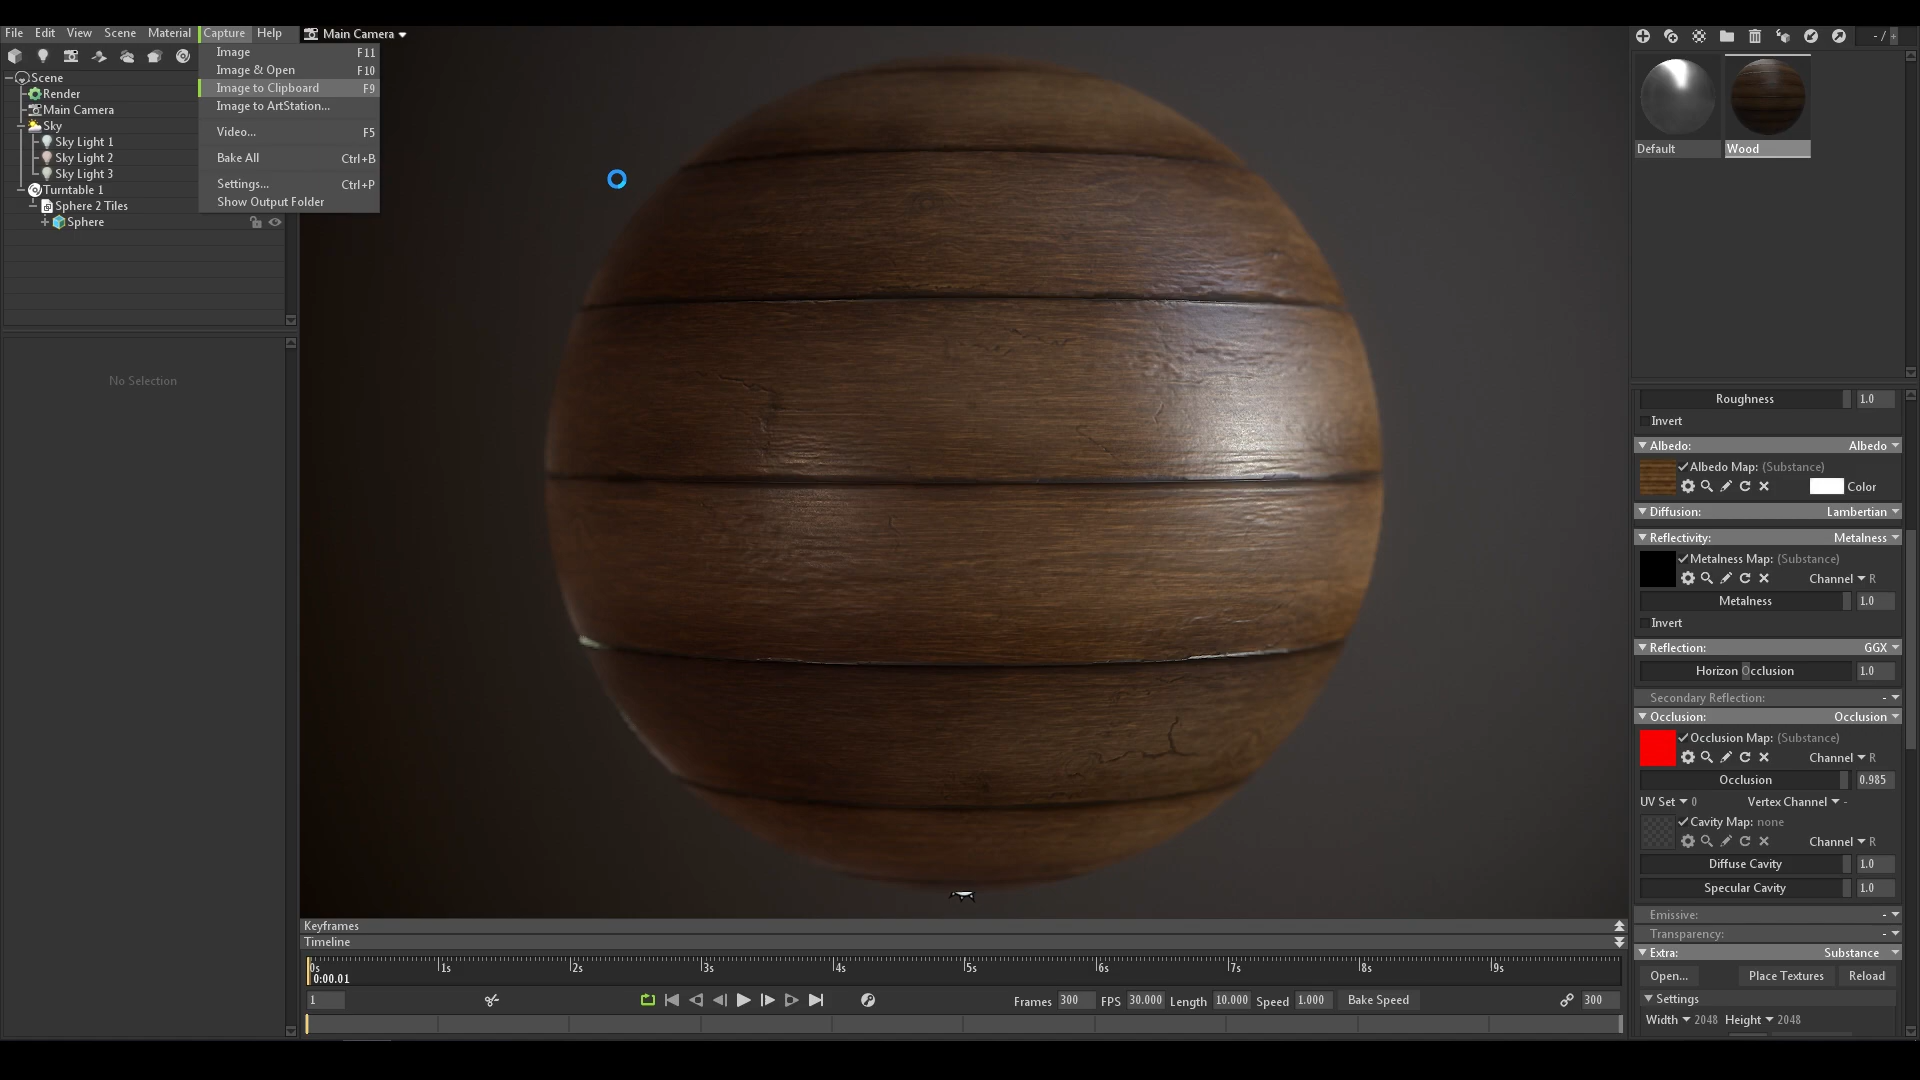 File Edit View Scene Material Capture Help
Main Camera
Image F11
Image & Open F10
Image to Clipboard F9
Image to ArtStation...
Video... F5
Bake All Ctrl+B
Settings... Ctrl+P
Show Output Folder
Scene
Render
Main Camera
Sky
Sky Light 1
Sky Light 2
Sky Light 3
Turntable 1
Sphere 2 Tiles
Sphere
No Selection
- / +
Default
Wood
Roughness 1.0
Invert
Albedo: Albedo
Albedo Map: (Substance)
Color
Diffusion: Lambertian
Reflectivity: Metalness
Metalness Map: (Substance)
Channel R
Metalness 1.0
Invert
Reflection: GGX
Horizon Occlusion 1.0
Secondary Reflection: -
Occlusion: Occlusion
Occlusion Map: (Substance)
Channel R
Occlusion 0.985
UV Set 0 Vertex Channel -
Cavity Map: none
Channel R
Diffuse Cavity 1.0
Specular Cavity 1.0
Emissive: -
Transparency: -
Extra: Substance
Open... Place Textures Reload
Settings
Width 2048 Height 2048
Keyframes
Timeline
0s 1s 2s 3s 4s 5s 6s 7s 8s 9s
0:00.01
1
Frames 300 FPS 30.000 Length 10.000 Speed 1.000 Bake Speed 300